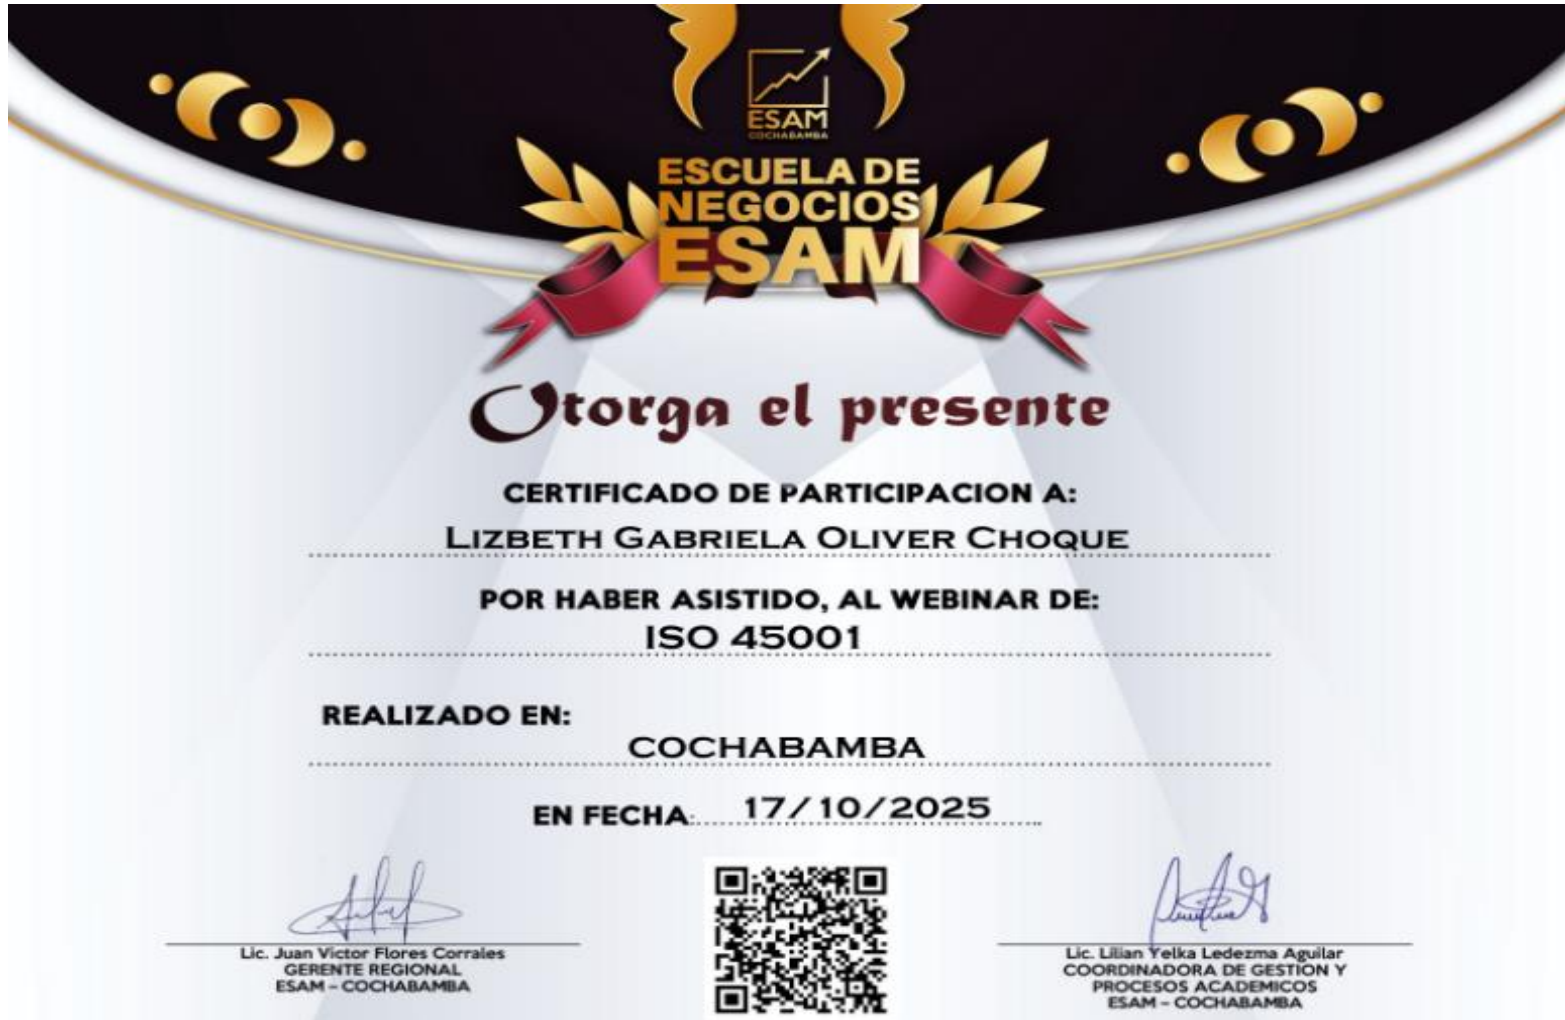 ESAM
COCHABAMBA
ESCUELA DE
NEGOCIOS
ESAM
Otorga el presente
CERTIFICADO DE PARTICIPACION A:
LIZBETH GABRIELA OLIVER CHOQUE
POR HABER ASISTIDO, AL WEBINAR DE:
ISO 45001
REALIZADO EN:
COCHABAMBA
EN FECHA: 17/10/2025
Lic. Juan Victor Flores Corrales
GERENTE REGIONAL
ESAM – COCHABAMBA
Lic. Lilian Yelka Ledezma Aguilar
COORDINADORA DE GESTION Y
PROCESOS ACADEMICOS
ESAM – COCHABAMBA